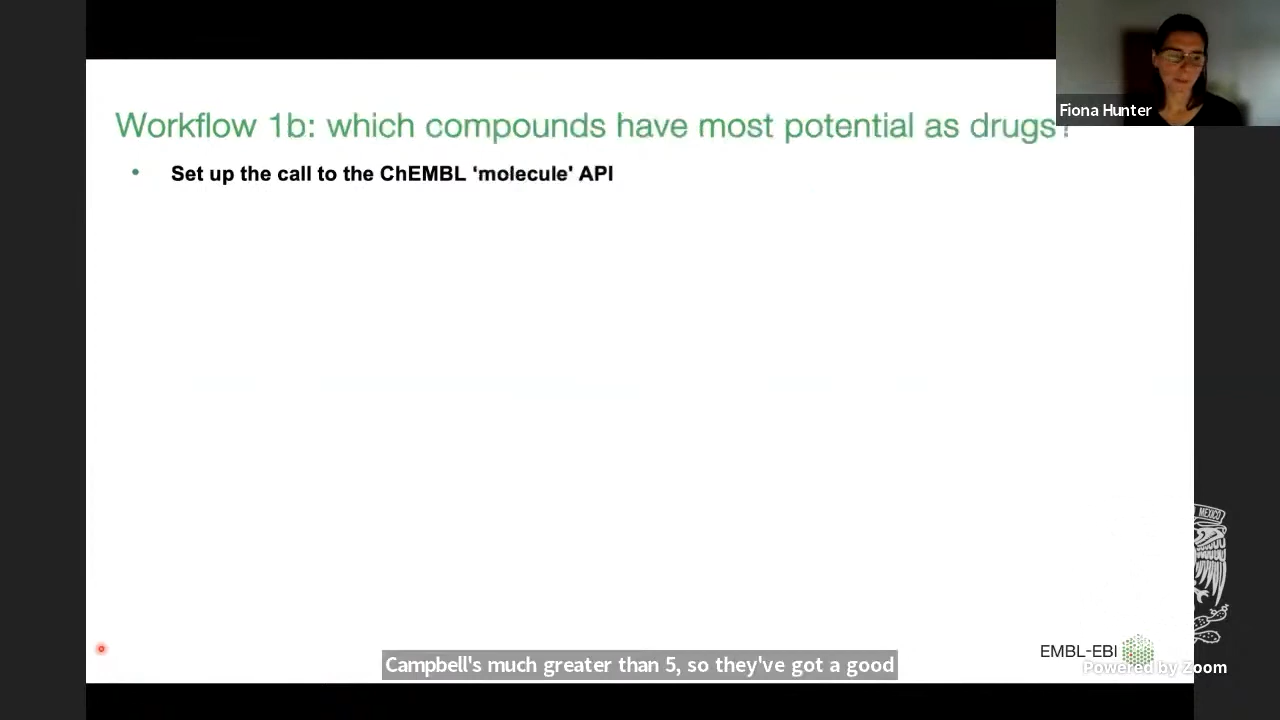 Fiona Hunter
Workflow 1b: which compounds have most potential as drugs?
• Set up the call to the ChEMBL 'molecule' API
MEXICO
EMBL-EBI
Powered by Zoom
Campbell's much greater than 5, so they've got a good